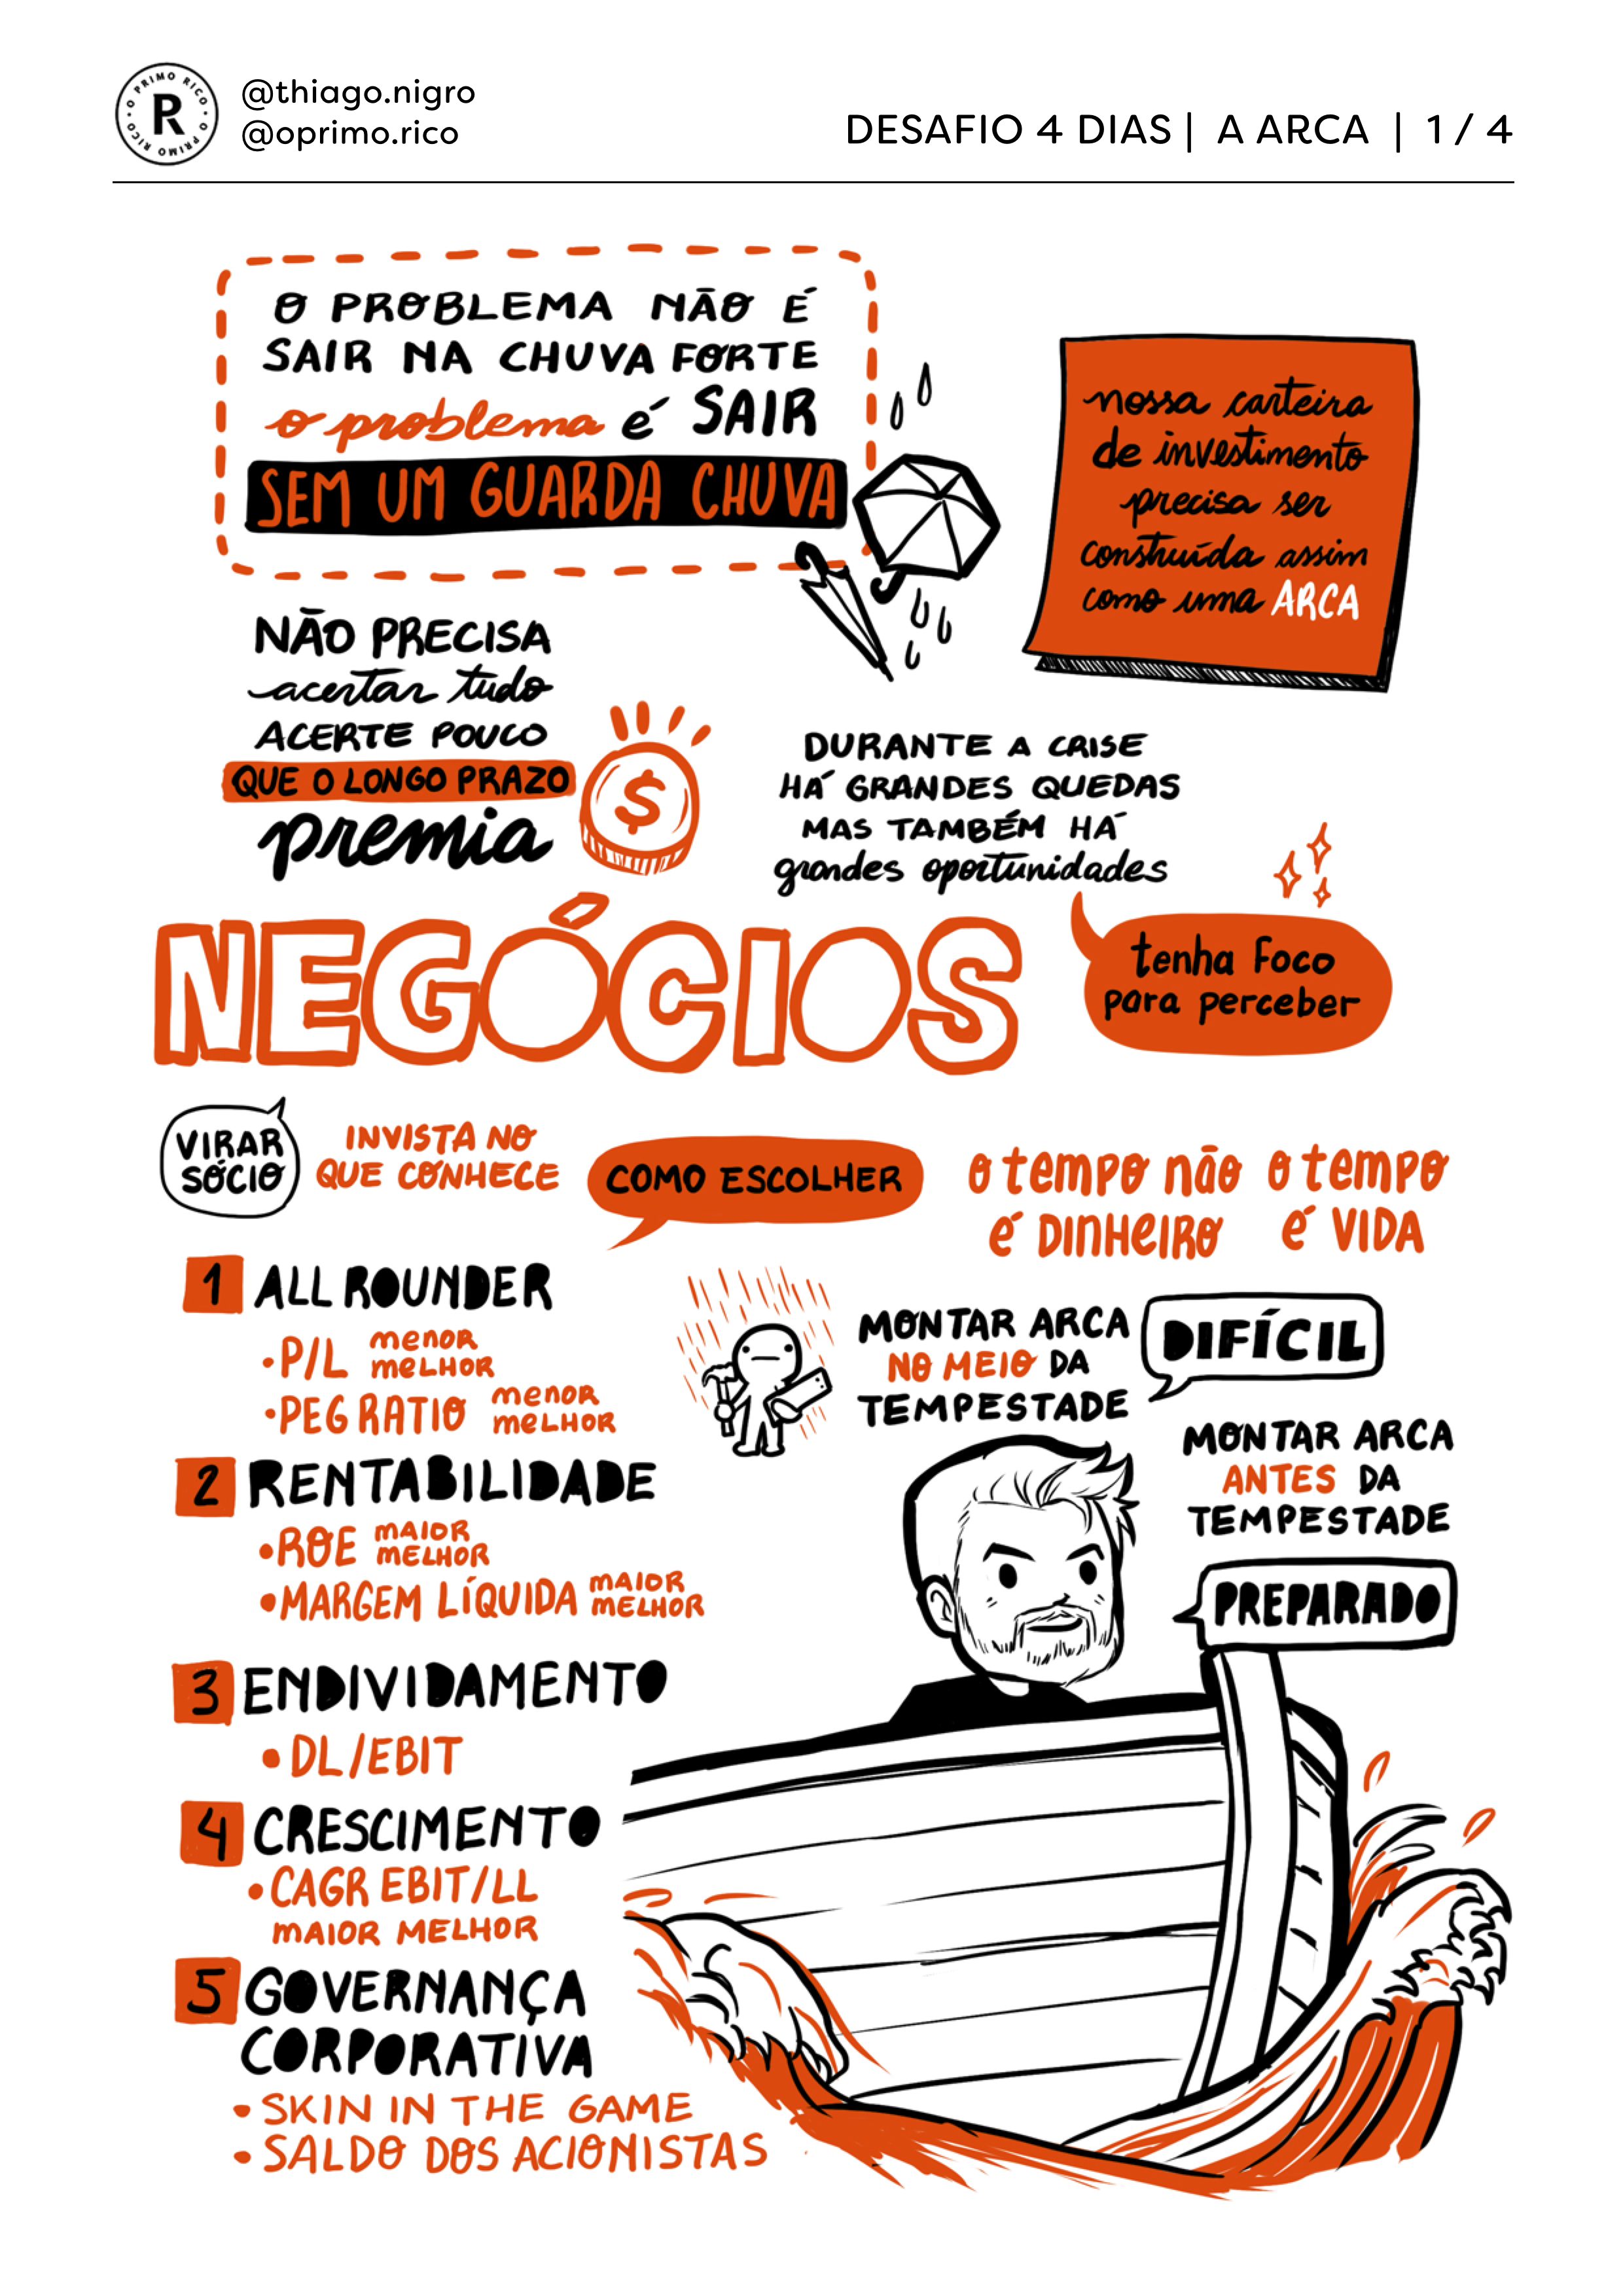 O PRIMO RICO • O PRIMO RICO •
R
@thiago.nigro
@oprimo.rico
DESAFIO 4 DIAS | A ARCA | 1 / 4
O PROBLEMA NÃO É
SAIR NA CHUVA FORTE
o problema é SAIR
SEM UM GUARDA CHUVA
nossa carteira
de investimento
precisa ser
construída assim
como uma ARCA
NÃO PRECISA
acertar tudo
ACERTE POUCO
QUE O LONGO PRAZO
premia
$
DURANTE A CRISE
HÁ GRANDES QUEDAS
MAS TAMBÉM HÁ
grandes oportunidades
tenha foco
para perceber
NEGÓCIOS
VIRAR
SÓCIO
INVISTA NO
QUE CONHECE
COMO ESCOLHER
o tempo não
é DINHEIRO
o tempo
é VIDA
1 ALL ROUNDER
•P/L menor
melhor
•PEG RATIO menor
melhor
2 RENTABILIDADE
•ROE MAIOR
MELHOR
•MARGEM LÍQUIDA MAIOR
MELHOR
3 ENDIVIDAMENTO
• DL/EBIT
4 CRESCIMENTO
•CAGR EBIT/LL
MAIOR MELHOR
5 GOVERNANÇA
CORPORATIVA
• SKIN IN THE GAME
• SALDO DOS ACIONISTAS
MONTAR ARCA
NO MEIO DA
TEMPESTADE
DIFÍCIL
MONTAR ARCA
ANTES DA
TEMPESTADE
PREPARADO